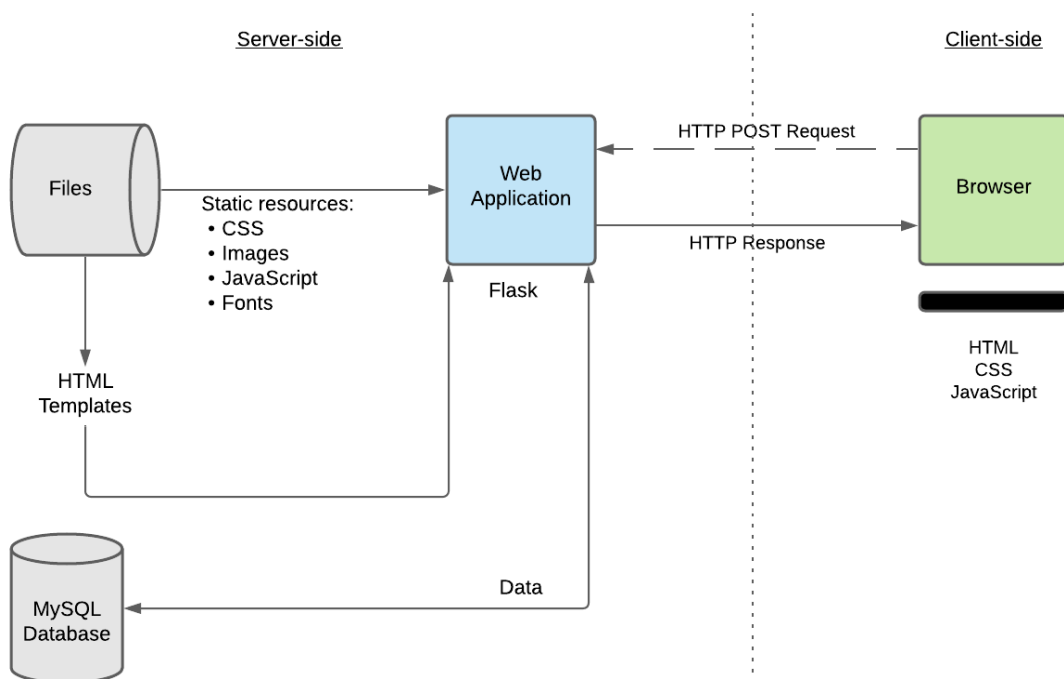 Server-side
Client-side
Files
Static resources:
• CSS
• Images
• JavaScript
• Fonts
Web
Application
Flask
HTTP POST Request
HTTP Response
Browser
HTML
CSS
JavaScript
HTML
Templates
MySQL
Database
Data